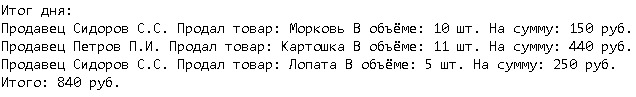 Итог дня:
Продавец Сидоров С.С. Продал товар: Морковь В объёме: 10 шт. На сумму: 150 руб.
Продавец Петров П.И. Продал товар: Картошка В объёме: 11 шт. На сумму: 440 руб.
Продавец Сидоров С.С. Продал товар: Лопата В объёме: 5 шт. На сумму: 250 руб.
Итого: 840 руб.